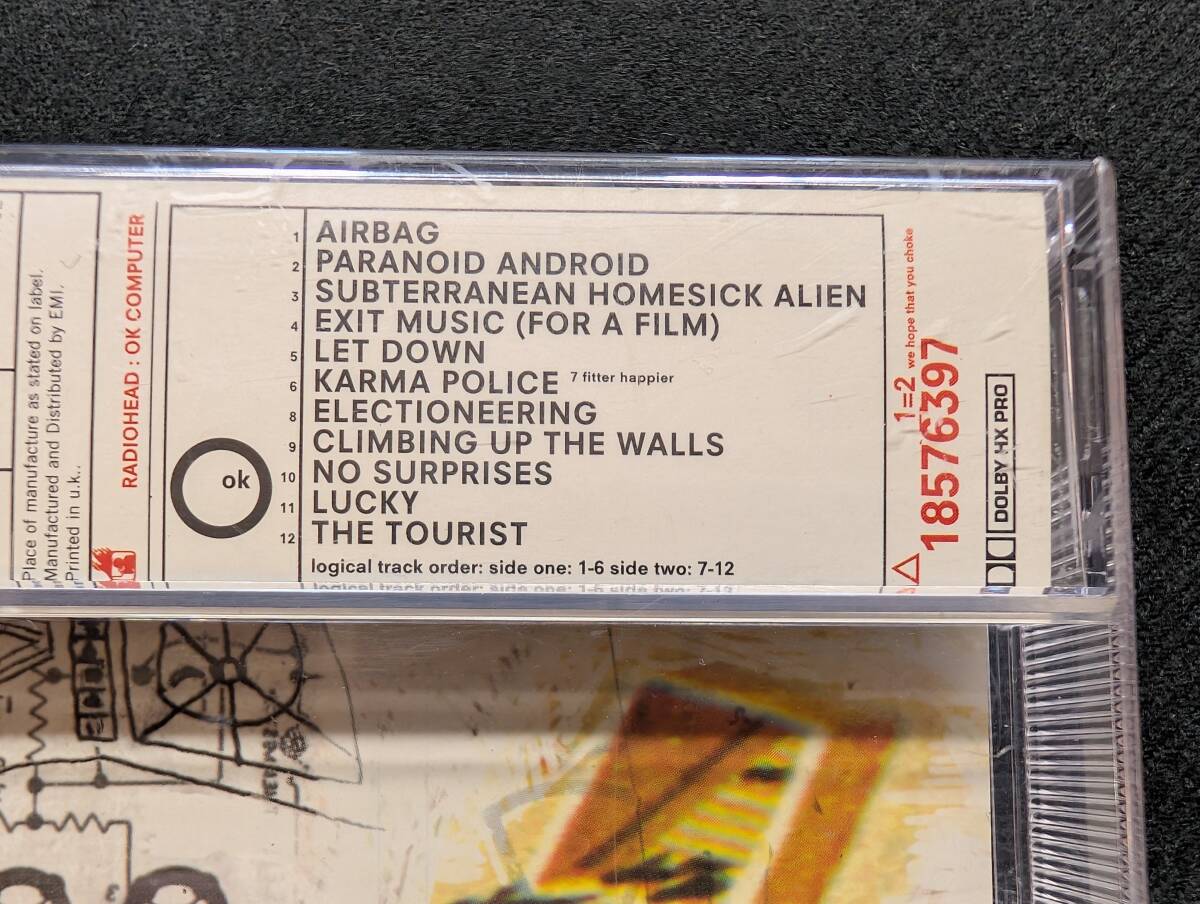 Place of manufacture as stated on label.
Manufactured and Distributed by EMI.
Printed in u.k..
RADIOHEAD : OK COMPUTER
ok
1 AIRBAG
2 PARANOID ANDROID
3 SUBTERRANEAN HOMESICK ALIEN
4 EXIT MUSIC (FOR A FILM)
5 LET DOWN
6 KARMA POLICE 7 fitter happier
8 ELECTIONEERING
9 CLIMBING UP THE WALLS
10 NO SURPRISES
11 LUCKY
12 THE TOURIST
logical track order: side one: 1-6 side two: 7-12
1=2 we hope that you choke
18576397
DOLBY HX PRO
3